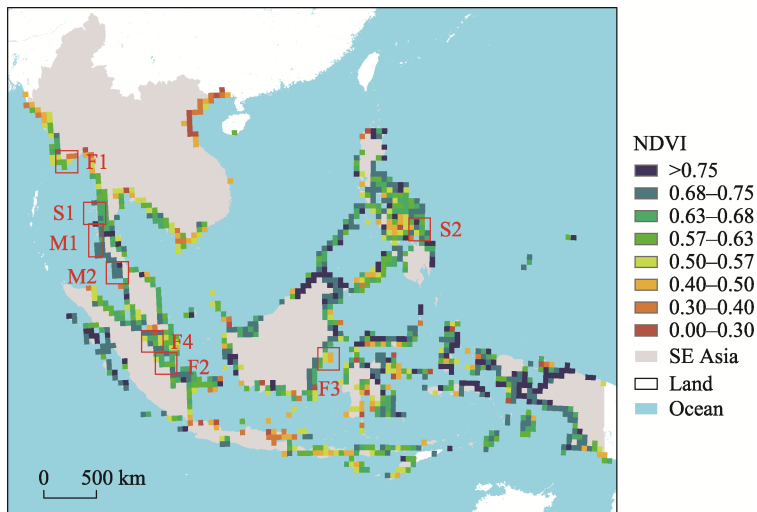 NDVI
>0.75
0.68–0.75
0.63–0.68
0.57–0.63
0.50–0.57
0.40–0.50
0.30–0.40
0.00–0.30
SE Asia
Land
Ocean
F1
S1
M1
M2
S2
F4
F2
F3
0 500 km